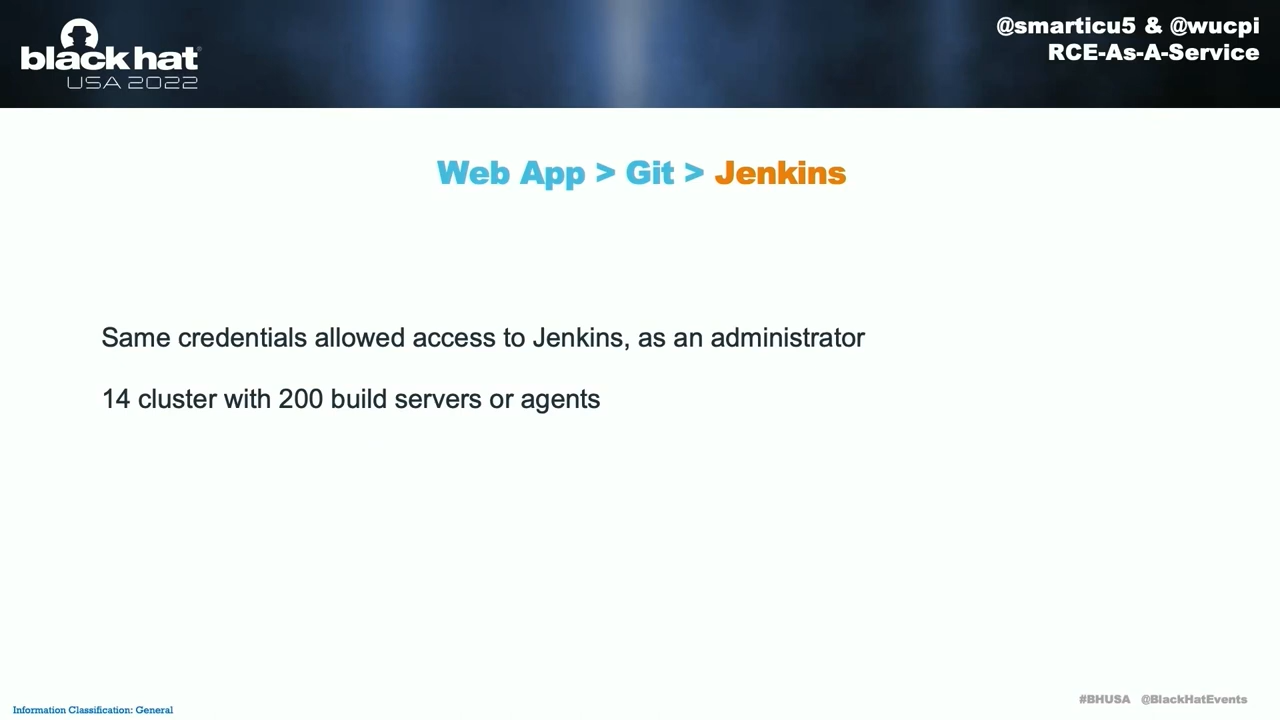 black hat
USA 2022
@smarticu5 & @wucpi
RCE-As-A-Service
Web App > Git > Jenkins
Same credentials allowed access to Jenkins, as an administrator
14 cluster with 200 build servers or agents
#BHUSA @BlackHatEvents
Information Classification: General